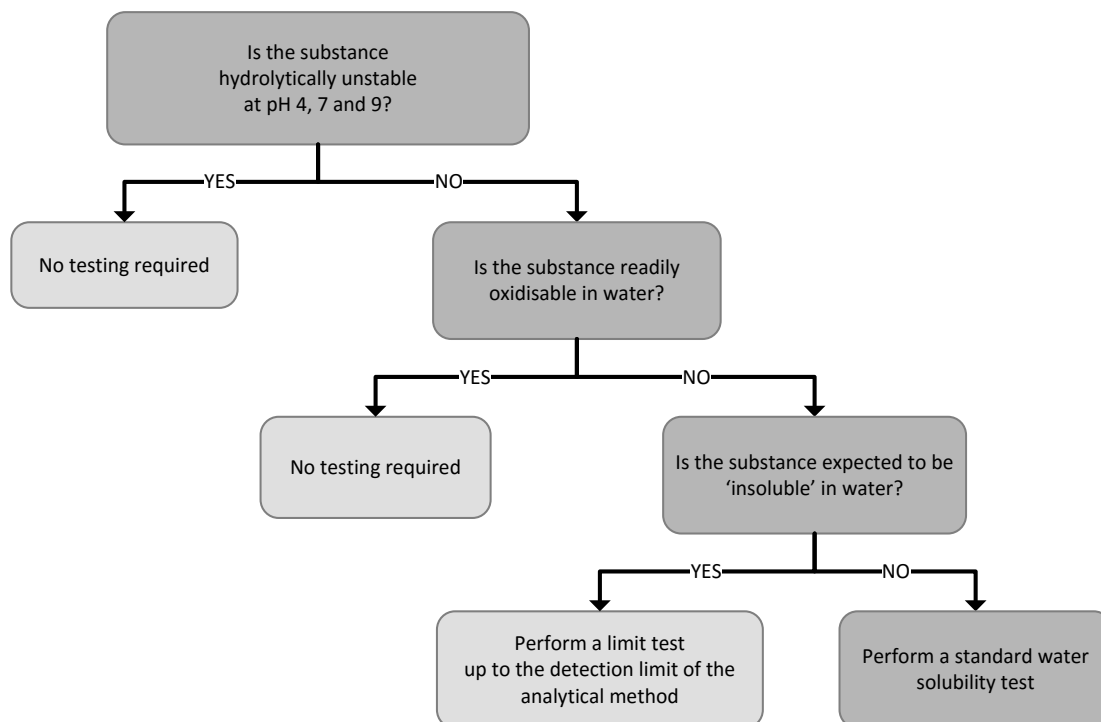 Is the substance
hydrolytically unstable
at pH 4, 7 and 9?
YES
NO
No testing required
Is the substance readily
oxidisable in water?
YES
NO
No testing required
Is the substance expected to be
‘insoluble’ in water?
YES
NO
Perform a limit test
up to the detection limit of the
analytical method
Perform a standard water
solubility test